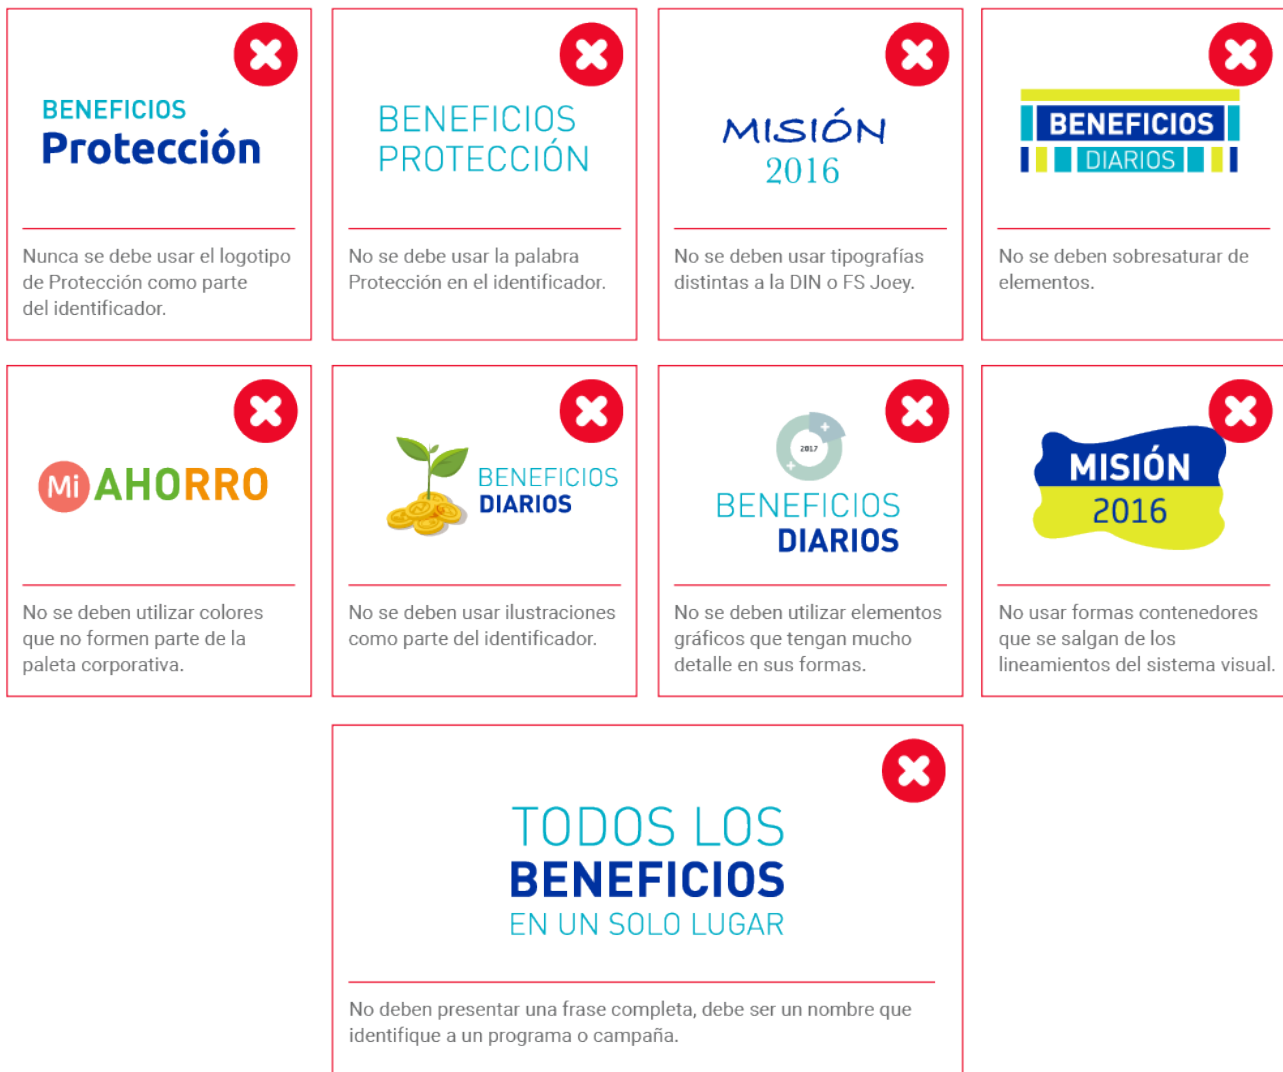 BENEFICIOS
Protección
Nunca se debe usar el logotipo
de Protección como parte
del identificador.
BENEFICIOS
PROTECCIÓN
No se debe usar la palabra
Protección en el identificador.
MISIÓN
2016
No se deben usar tipografías
distintas a la DIN o FS Joey.
BENEFICIOS
DIARIOS
No se deben sobresaturar de
elementos.
Mi AHORRO
No se deben utilizar colores
que no formen parte de la
paleta corporativa.
BENEFICIOS
DIARIOS
No se deben usar ilustraciones
como parte del identificador.
2017
BENEFICIOS
DIARIOS
No se deben utilizar elementos
gráficos que tengan mucho
detalle en sus formas.
MISIÓN
2016
No usar formas contenedores
que se salgan de los
lineamientos del sistema visual.
TODOS LOS
BENEFICIOS
EN UN SOLO LUGAR
No deben presentar una frase completa, debe ser un nombre que
identifique a un programa o campaña.